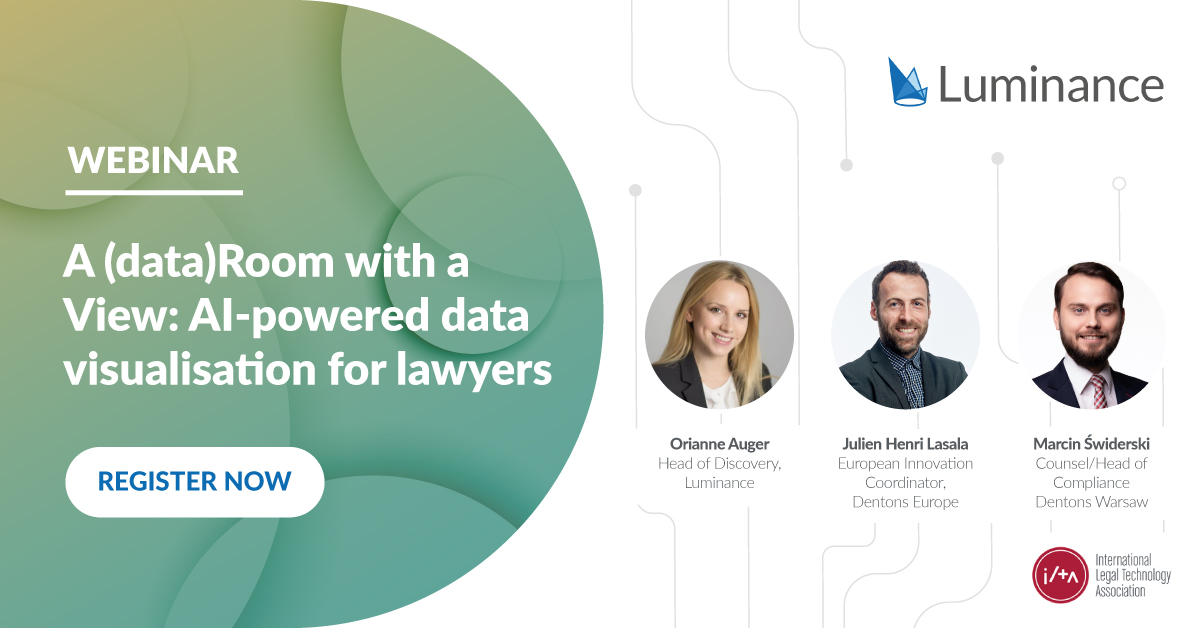 WEBINAR
A (data)Room with a
View: AI-powered data
visualisation for lawyers
REGISTER NOW
Luminance
Orianne Auger
Head of Discovery,
Luminance
Julien Henri Lasala
European Innovation
Coordinator,
Dentons Europe
Marcin Świderski
Counsel/Head of
Compliance
Dentons Warsaw
i/t∧
International
Legal Technology
Association